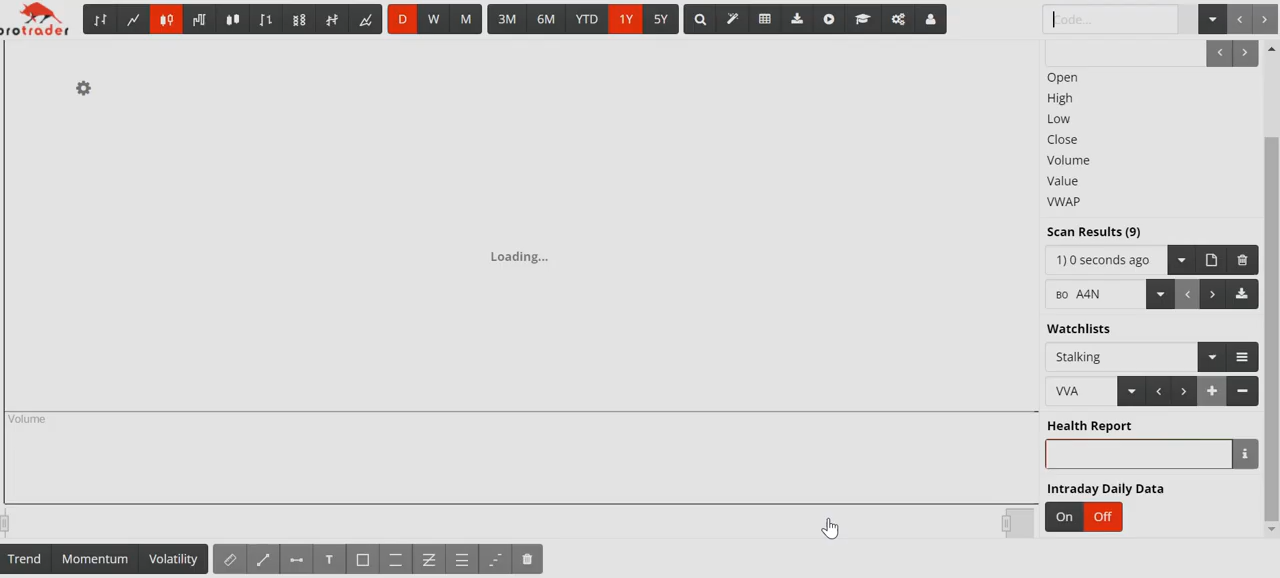 protrader
D W M 3M 6M YTD 1Y 5Y Code...
Open
High
Low
Close
Volume
Value
VWAP
Loading...
Scan Results (9)
1) 0 seconds ago
BO A4N
Watchlists
Stalking
VVA
Volume
Health Report
Intraday Daily Data
On Off
Trend Momentum Volatility T